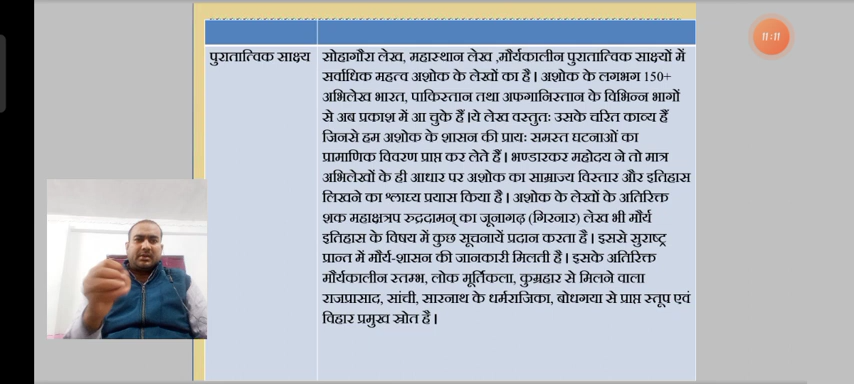 11:11
पुरातात्विक साक्ष्य
सोहागौरा लेख, महास्थान लेख ,मौर्यकालीन पुरातात्विक साक्ष्यों में
सर्वाधिक महत्व अशोक के लेखों का है। अशोक के लगभग 150+
अभिलेख भारत, पाकिस्तान तथा अफगानिस्तान के विभिन्न भागों
से अब प्रकाश में आ चुके हैं।ये लेख वस्तुतः उसके चरित काव्य हैं
जिनसे हम अशोक के शासन की प्रायः समस्त घटनाओं का
प्रामाणिक विवरण प्राप्त कर लेते हैं। भण्डारकर महोदय ने तो मात्र
अभिलेखों के ही आधार पर अशोक का साम्राज्य विस्तार और इतिहास
लिखने का श्लाघ्य प्रयास किया है। अशोक के लेखों के अतिरिक्त
शक महाक्षत्रप रुद्रदामन् का जूनागढ़ (गिरनार) लेख भी मौर्य
इतिहास के विषय में कुछ सूचनायें प्रदान करता है। इससे सुराष्ट्र
प्रान्त में मौर्य-शासन की जानकारी मिलती है। इसके अतिरिक्त
मौर्यकालीन स्तम्भ, लोक मूर्तिकला, कुम्रहार से मिलने वाला
राजप्रासाद, सांची, सारनाथ के धर्मराजिका, बोधगया से प्राप्त स्तूप एवं
विहार प्रमुख स्रोत है।